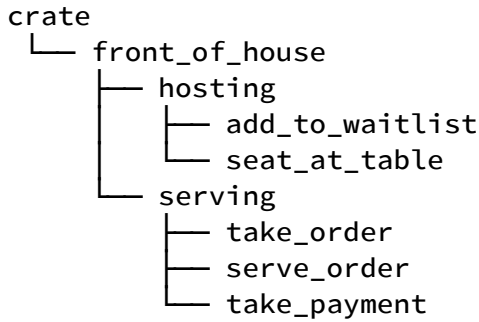 crate
└── front_of_house
    ├── hosting
    │   ├── add_to_waitlist
    │   └── seat_at_table
    └── serving
        ├── take_order
        ├── serve_order
        └── take_payment